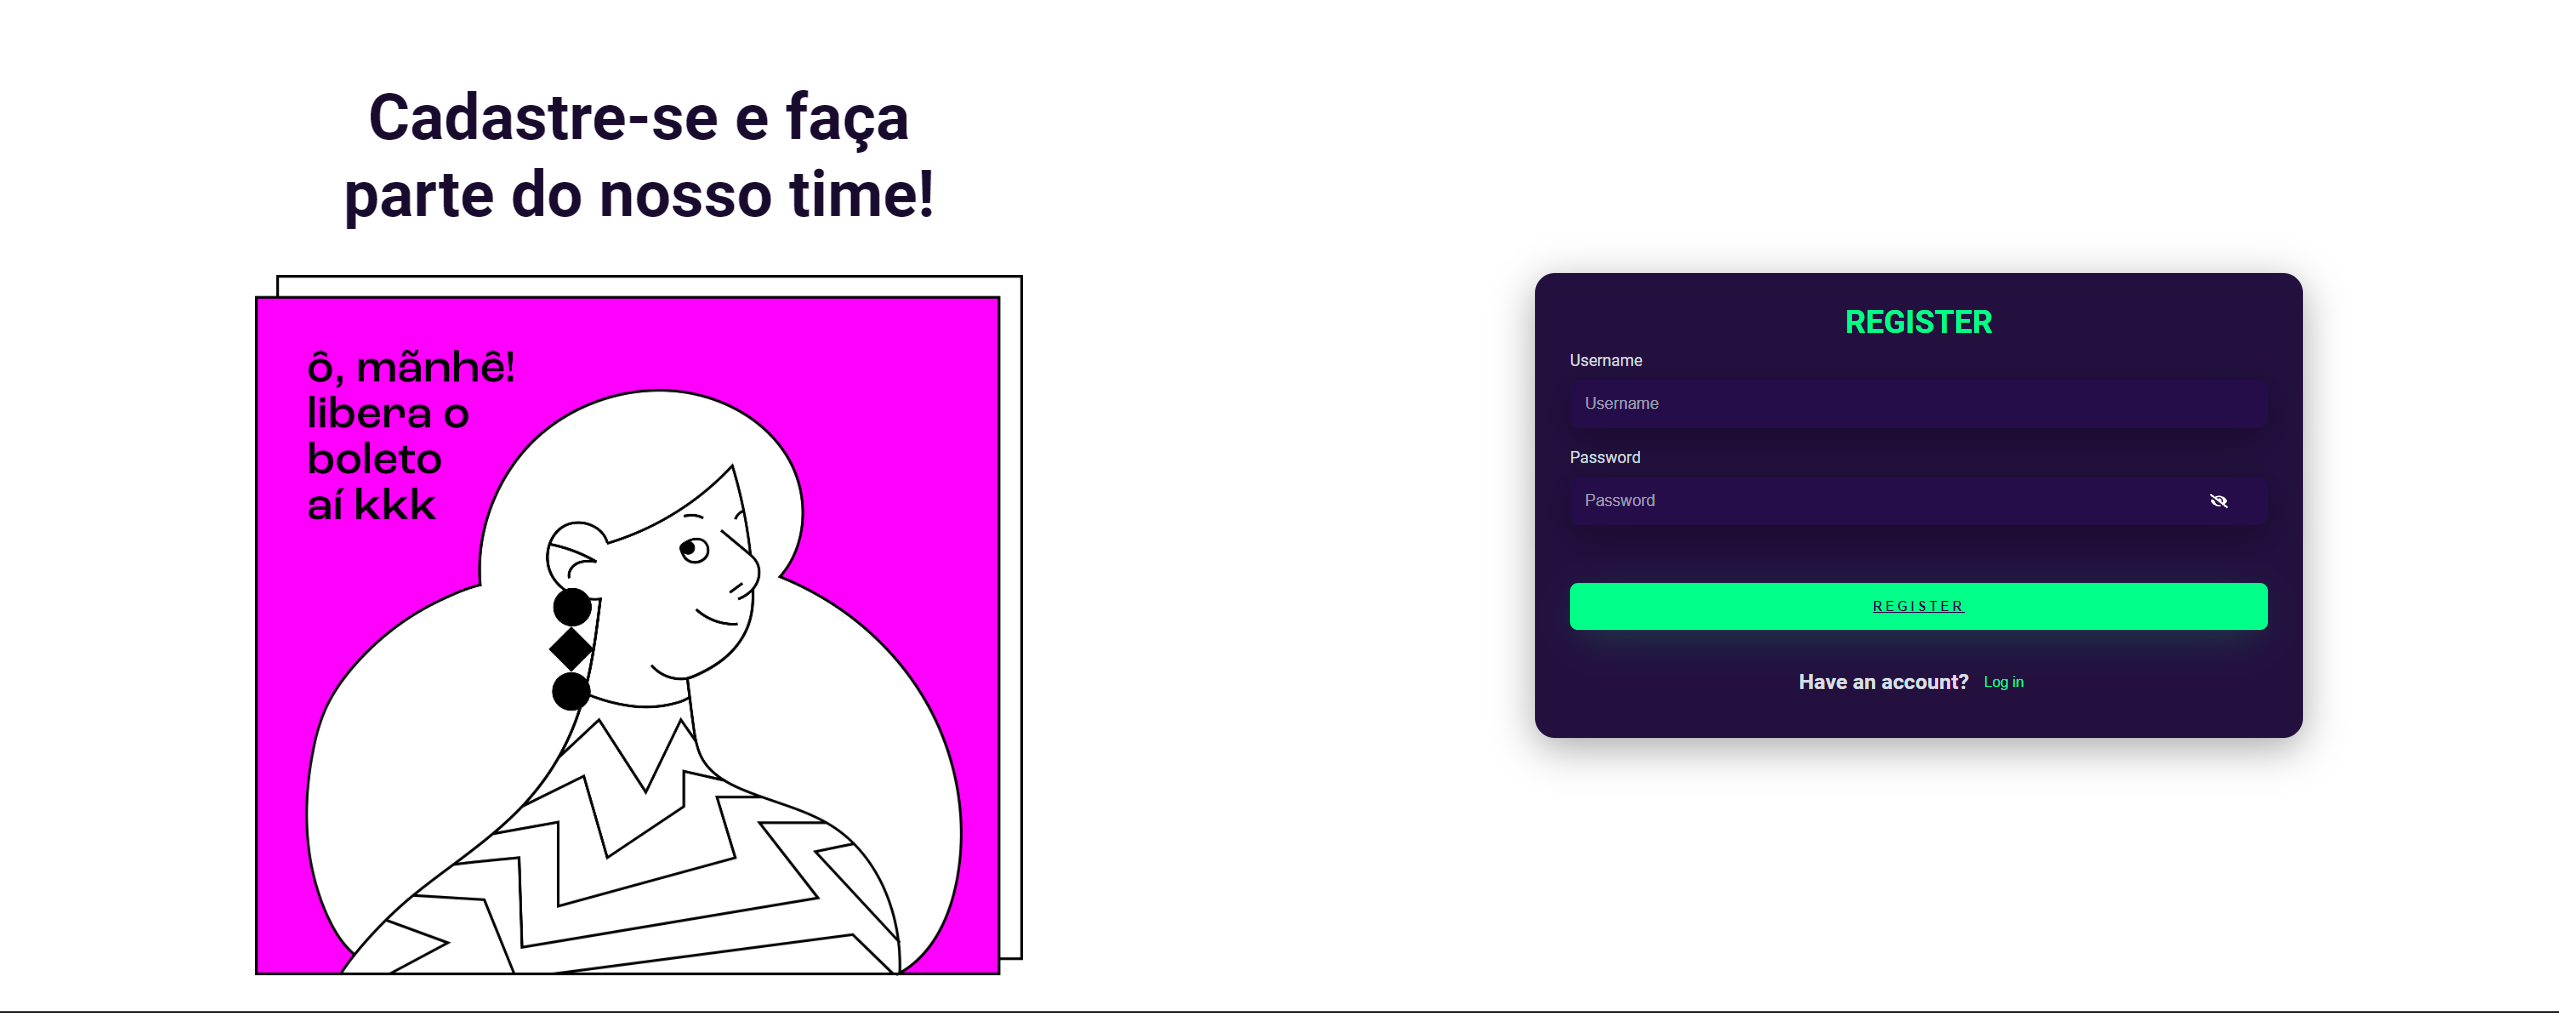 Cadastre-se e faça
parte do nosso time!
ô, mãnhê!
libera o
boleto
aí kkk
REGISTER
Username
Username
Password
Password
REGISTER
Have an account? Log in